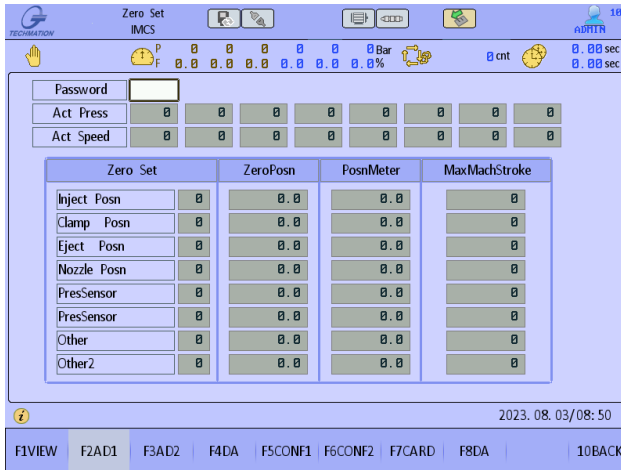 TECHMATION
Zero Set
IMCS
10
ADMIN
P 0 0 0 0 0 0 Bar 0 cnt 0.00 sec
F 0.0 0.0 0.0 0.0 0.0 0.0% 0.00 sec
Password
Act Press 0 0 0 0 0 0 0 0
Act Speed 0 0 0 0 0 0 0 0
Zero Set ZeroPosn PosnMeter MaxMachStroke
Inject Posn 0 0.0 0.0 0
Clamp Posn 0 0.0 0.0 0
Eject Posn 0 0.0 0.0 0
Nozzle Posn 0 0.0 0.0 0
PresSensor 0 0.0 0.0 0
PresSensor 0 0.0 0.0 0
Other 0 0.0 0.0 0
Other2 0 0.0 0.0 0
i 2023. 08. 03/08:50
F1VIEW F2AD1 F3AD2 F4DA F5CONF1 F6CONF2 F7CARD F8DA 10BACK